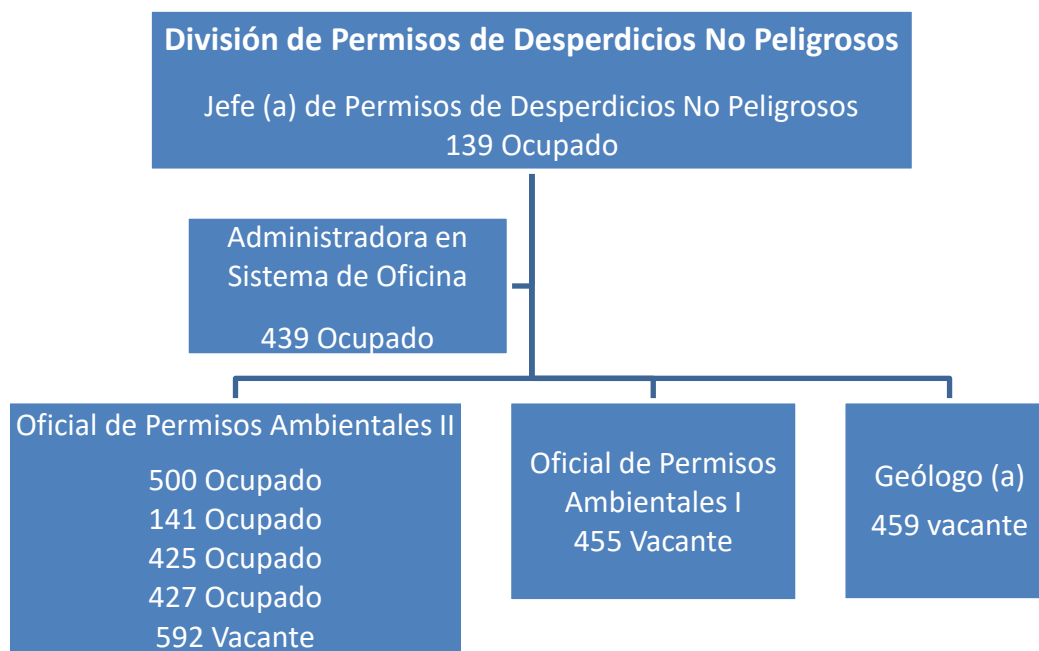 División de Permisos de Desperdicios No Peligrosos
Jefe (a) de Permisos de Desperdicios No Peligrosos
139 Ocupado
Administradora en
Sistema de Oficina
439 Ocupado
Oficial de Permisos Ambientales II
500 Ocupado
141 Ocupado
425 Ocupado
427 Ocupado
592 Vacante
Oficial de Permisos
Ambientales I
455 Vacante
Geólogo (a)
459 vacante